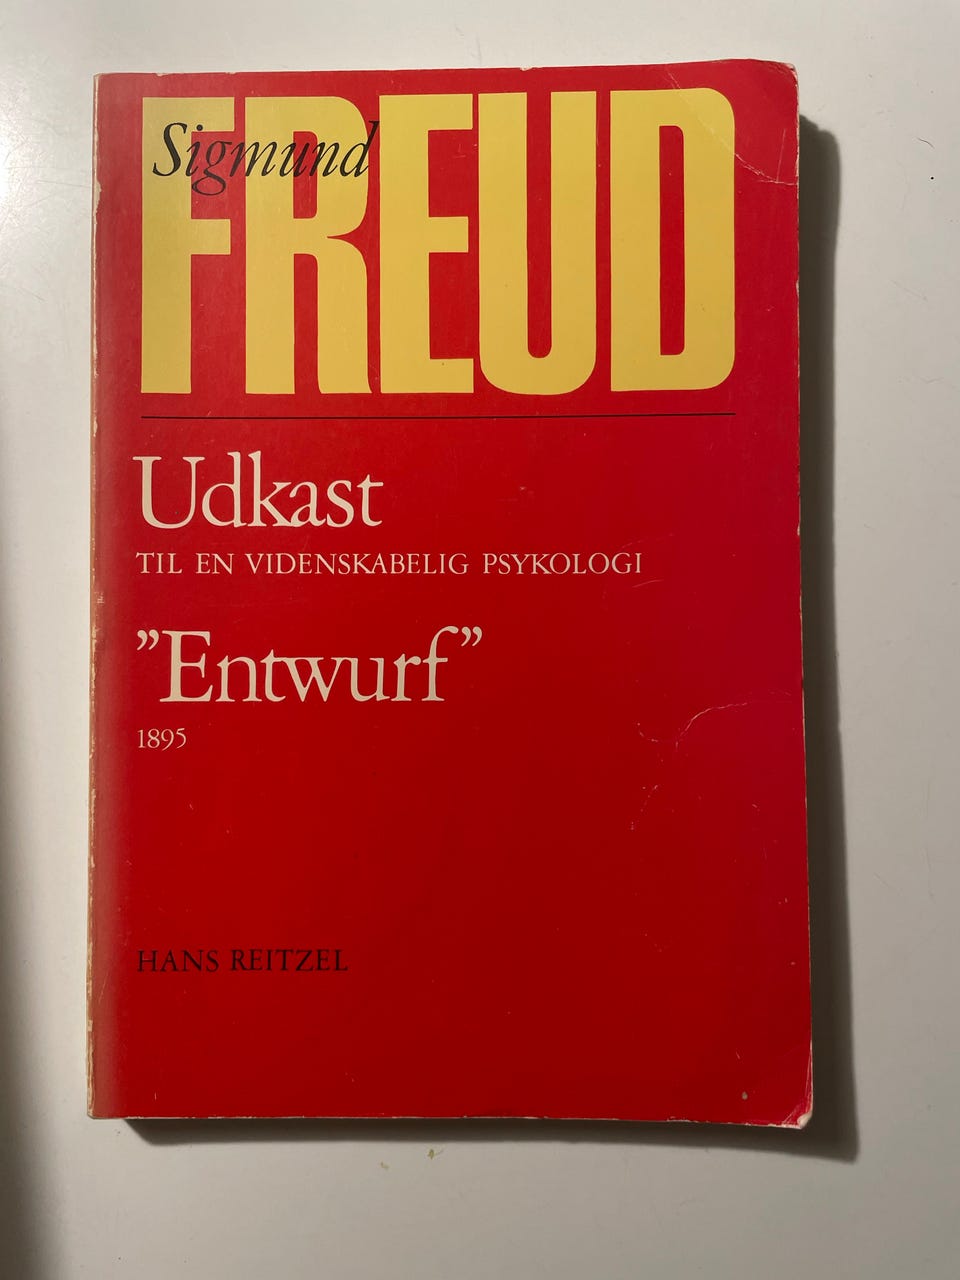 Sigmund
FREUD
Udkast
TIL EN VIDENSKABELIG PSYKOLOGI
”Entwurf”
1895
HANS REITZEL